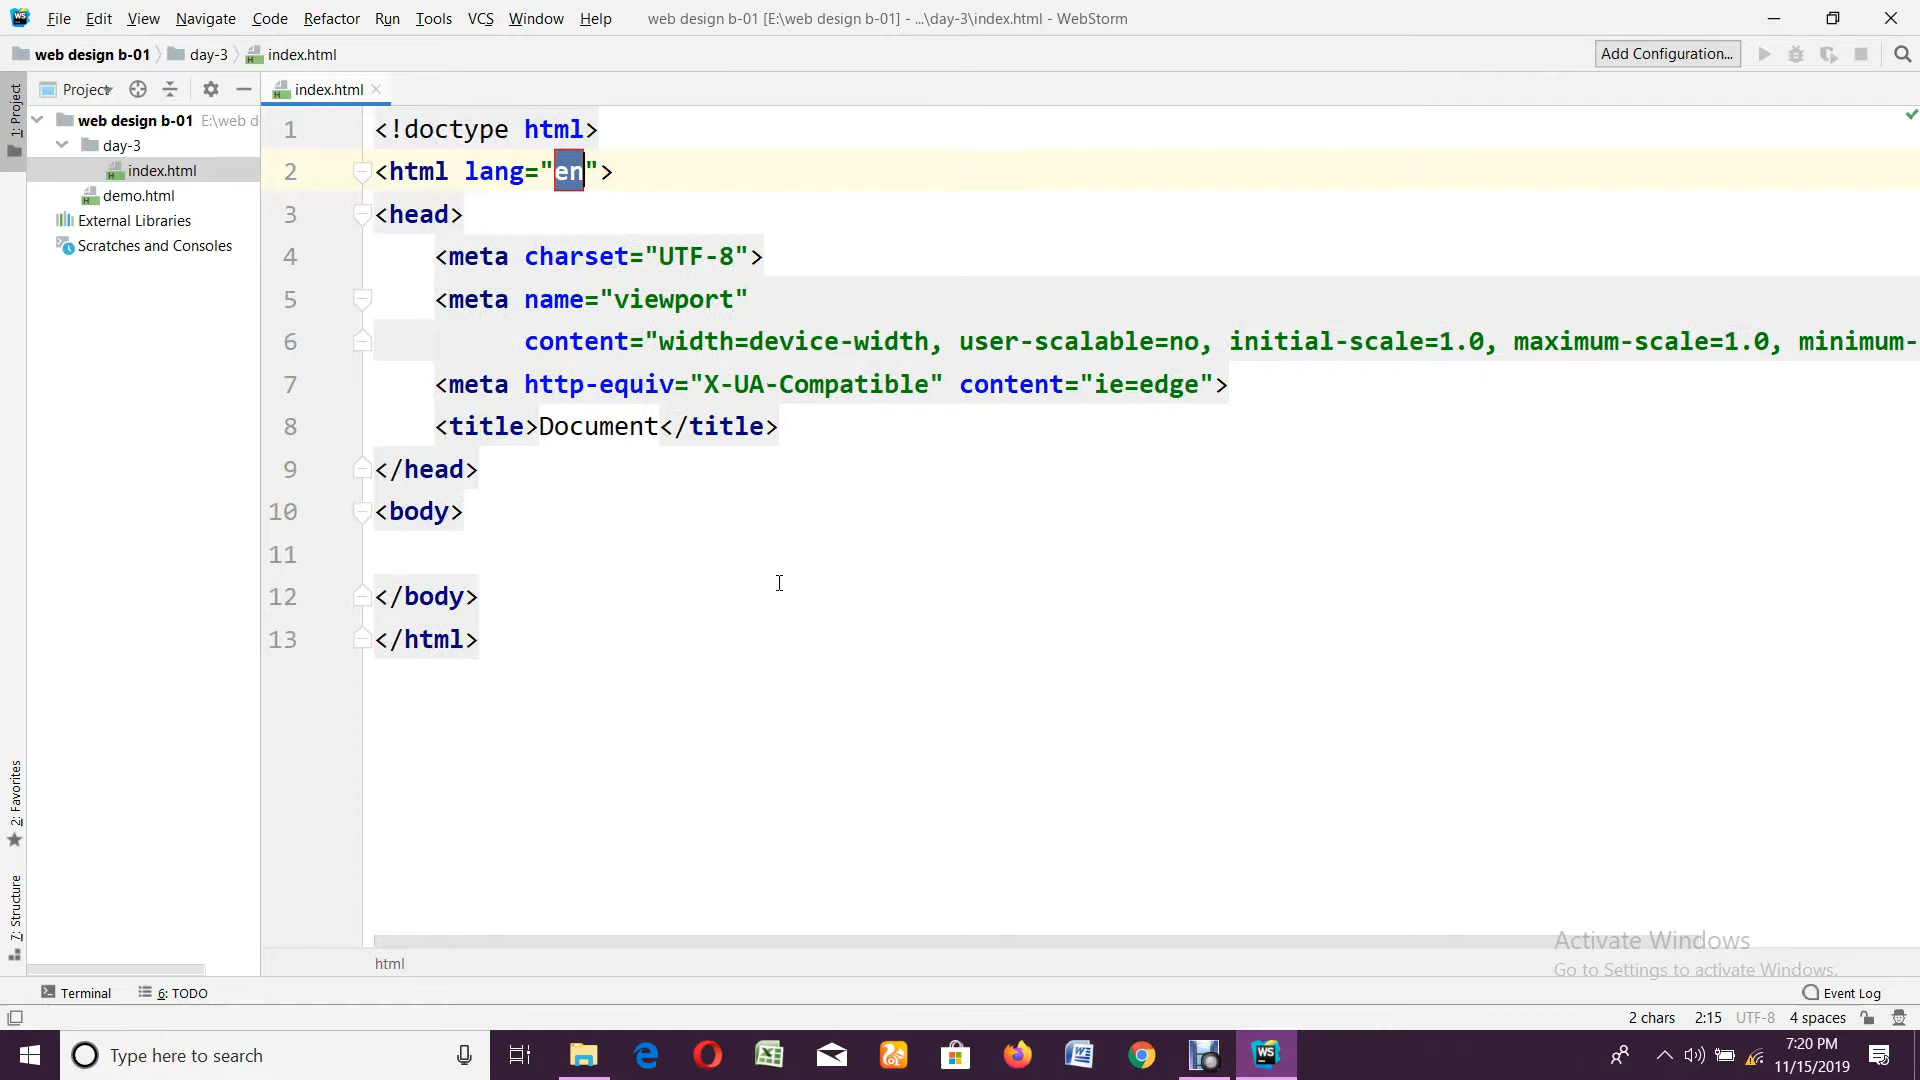 File Edit View Navigate Code Refactor Run Tools VCS Window Help web design b-01 [E:\web design b-01] - ...\day-3\index.html - WebStorm
web design b-01 day-3 index.html Add Configuration...
1: Project
Project
index.html
web design b-01 E:\web d
day-3
index.html
demo.html
External Libraries
Scratches and Consoles
1 <!doctype html>
2 <html lang="en">
3 <head>
4 <meta charset="UTF-8">
5 <meta name="viewport"
6 content="width=device-width, user-scalable=no, initial-scale=1.0, maximum-scale=1.0, minimum-
7 <meta http-equiv="X-UA-Compatible" content="ie=edge">
8 <title>Document</title>
9 </head>
10 <body>
11
12 </body>
13 </html>
2: Favorites
7: Structure
Activate Windows
Go to Settings to activate Windows.
html
Terminal 6: TODO Event Log
2 chars 2:15 UTF-8 4 spaces
Type here to search
WS
7:20 PM
11/15/2019